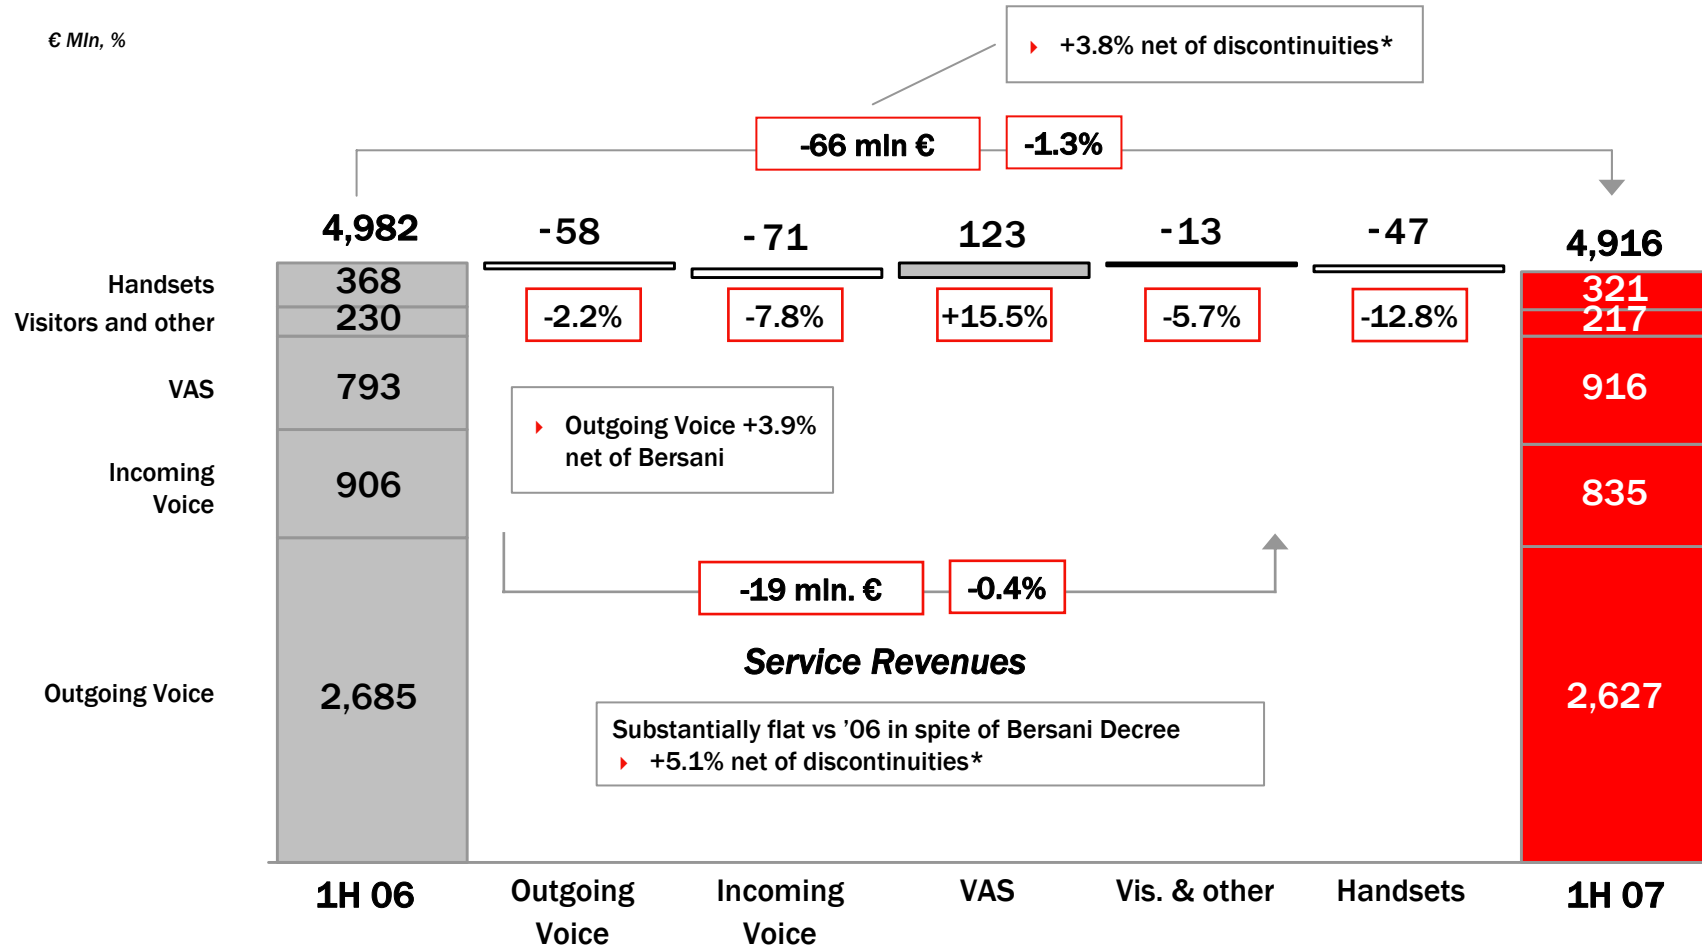 € Mln, %
+3.8% net of discontinuities*
-66 mln € -1.3%
4,982 -58 -71 123 -13 -47 4,916
Handsets 368 321
Visitors and other 230 -2.2% -7.8% +15.5% -5.7% -12.8% 217
VAS 793 916
Outgoing Voice +3.9%
net of Bersani
Incoming
Voice
906 835
-19 mln. € -0.4%
Service Revenues
Outgoing Voice 2,685 2,627
Substantially flat vs ’06 in spite of Bersani Decree
+5.1% net of discontinuities*
1H 06
Outgoing
Voice
Incoming
Voice
VAS
Vis. & other
Handsets
1H 07